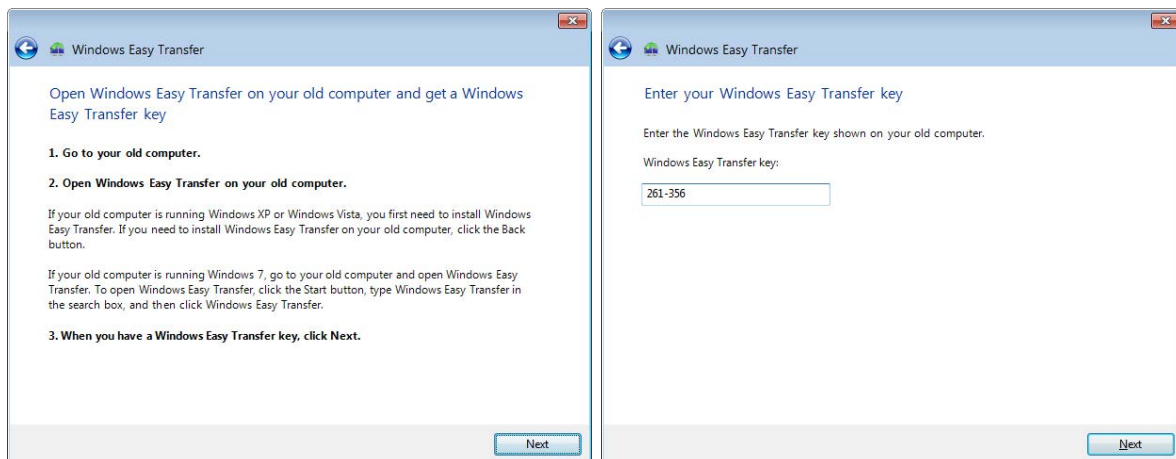 Windows Easy Transfer
Open Windows Easy Transfer on your old computer and get a Windows
Easy Transfer key
1. Go to your old computer.
2. Open Windows Easy Transfer on your old computer.
If your old computer is running Windows XP or Windows Vista, you first need to install Windows
Easy Transfer. If you need to install Windows Easy Transfer on your old computer, click the Back
button.
If your old computer is running Windows 7, go to your old computer and open Windows Easy
Transfer. To open Windows Easy Transfer, click the Start button, type Windows Easy Transfer in
the search box, and then click Windows Easy Transfer.
3. When you have a Windows Easy Transfer key, click Next.
Next
Windows Easy Transfer
Enter your Windows Easy Transfer key
Enter the Windows Easy Transfer key shown on your old computer.
Windows Easy Transfer key:
261-356
Next